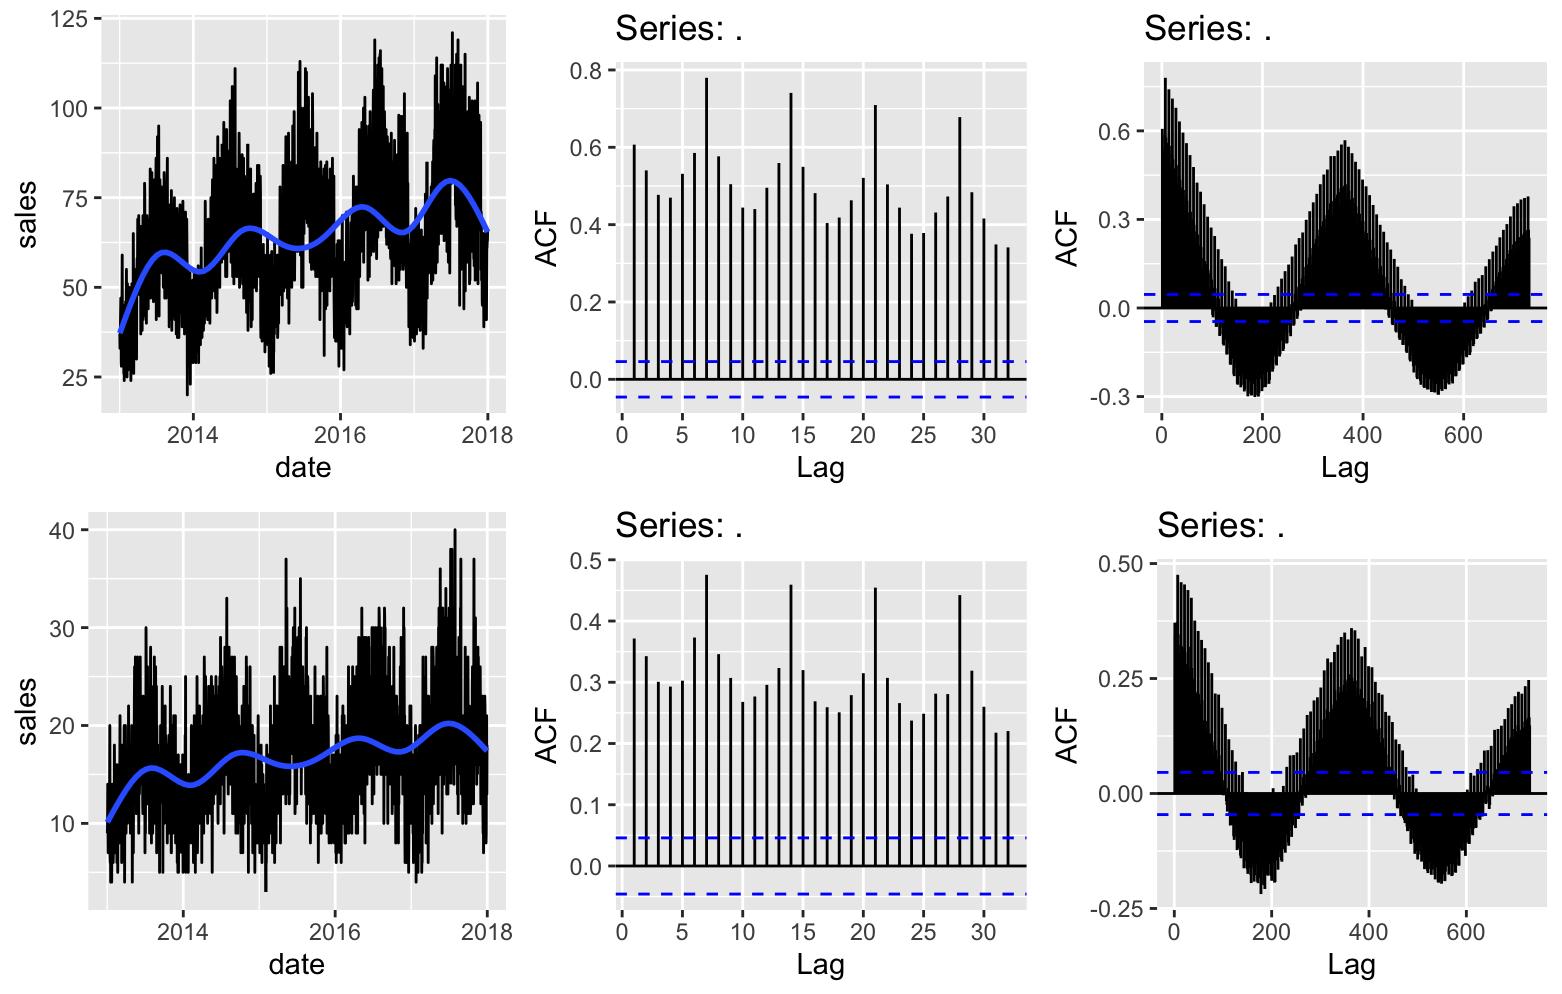 125
100
75
50
25
sales
2014 2016 2018
date
Series: .
0.8
0.6
0.4
0.2
0.0
ACF
0 5 10 15 20 25 30
Lag
Series: .
0.6
0.3
0.0
-0.3
ACF
0 200 400 600
Lag
40
30
20
10
sales
2014 2016 2018
date
Series: .
0.5
0.4
0.3
0.2
0.1
0.0
ACF
0 5 10 15 20 25 30
Lag
Series: .
0.50
0.25
0.00
-0.25
ACF
0 200 400 600
Lag